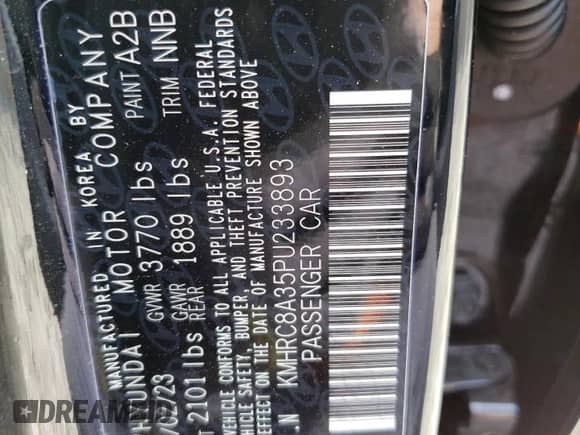 MANUFACTURED IN KOREA BY
HYUNDAI MOTOR COMPANY
23 GVWR 3770 lbs PAINT A2B
2101 lbs GAWR REAR 1889 lbs TRIM NNB
VEHICLE CONFORMS TO ALL APPLICABLE U.S.A. FEDERAL
VEHICLE SAFETY, BUMPER, AND THEFT PREVENTION STANDARDS
EFFECT ON THE DATE OF MANUFACTURE SHOWN ABOVE
KMHRC8A35PU233893
PASSENGER CAR